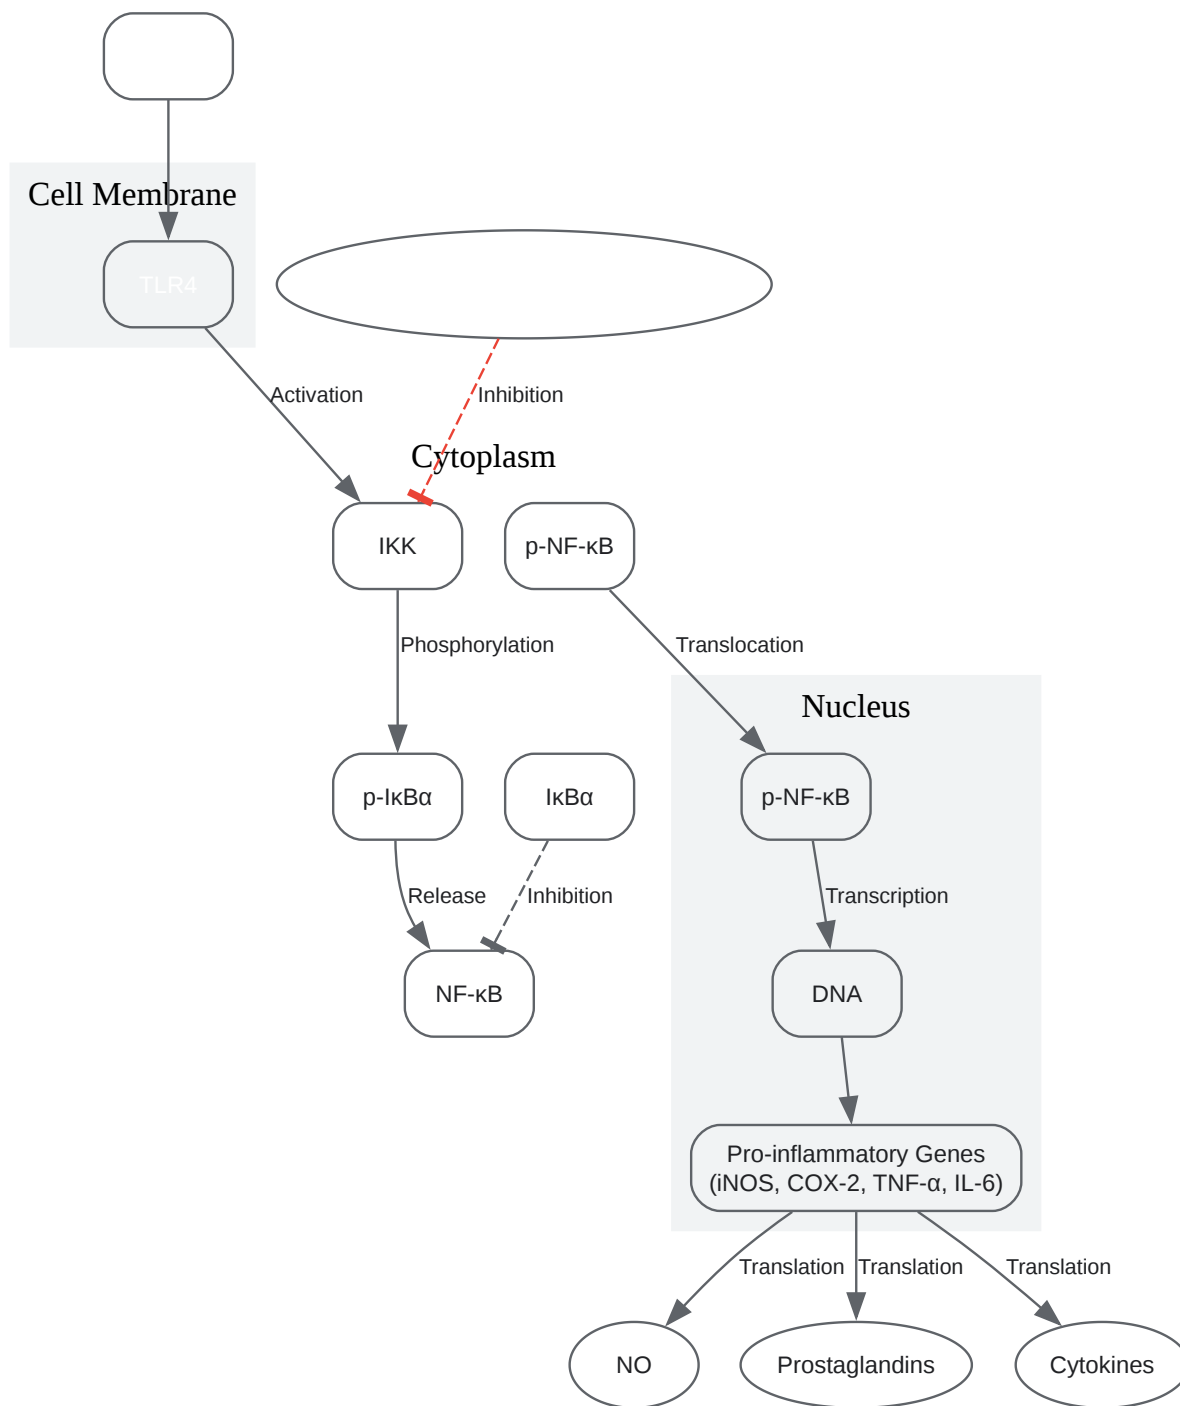 Cell Membrane
TLR4
Activation
Inhibition
Cytoplasm
IKK
p-NF-κB
Phosphorylation
Translocation
Nucleus
p-IκBα
IκBα
p-NF-κB
Release
Inhibition
Transcription
NF-κB
DNA
Pro-inflammatory Genes
(iNOS, COX-2, TNF-α, IL-6)
Translation
Translation
Translation
NO
Prostaglandins
Cytokines